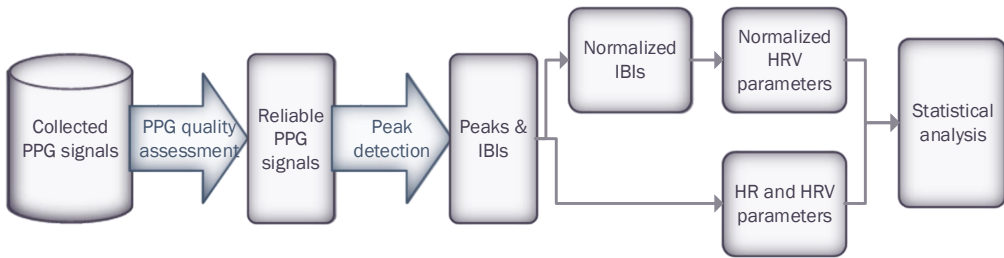 Collected
PPG signals
PPG quality
assessment
Reliable
PPG
signals
Peak
detection
Peaks &
IBIs
Normalized
IBIs
Normalized
HRV
parameters
HR and HRV
parameters
Statistical
analysis